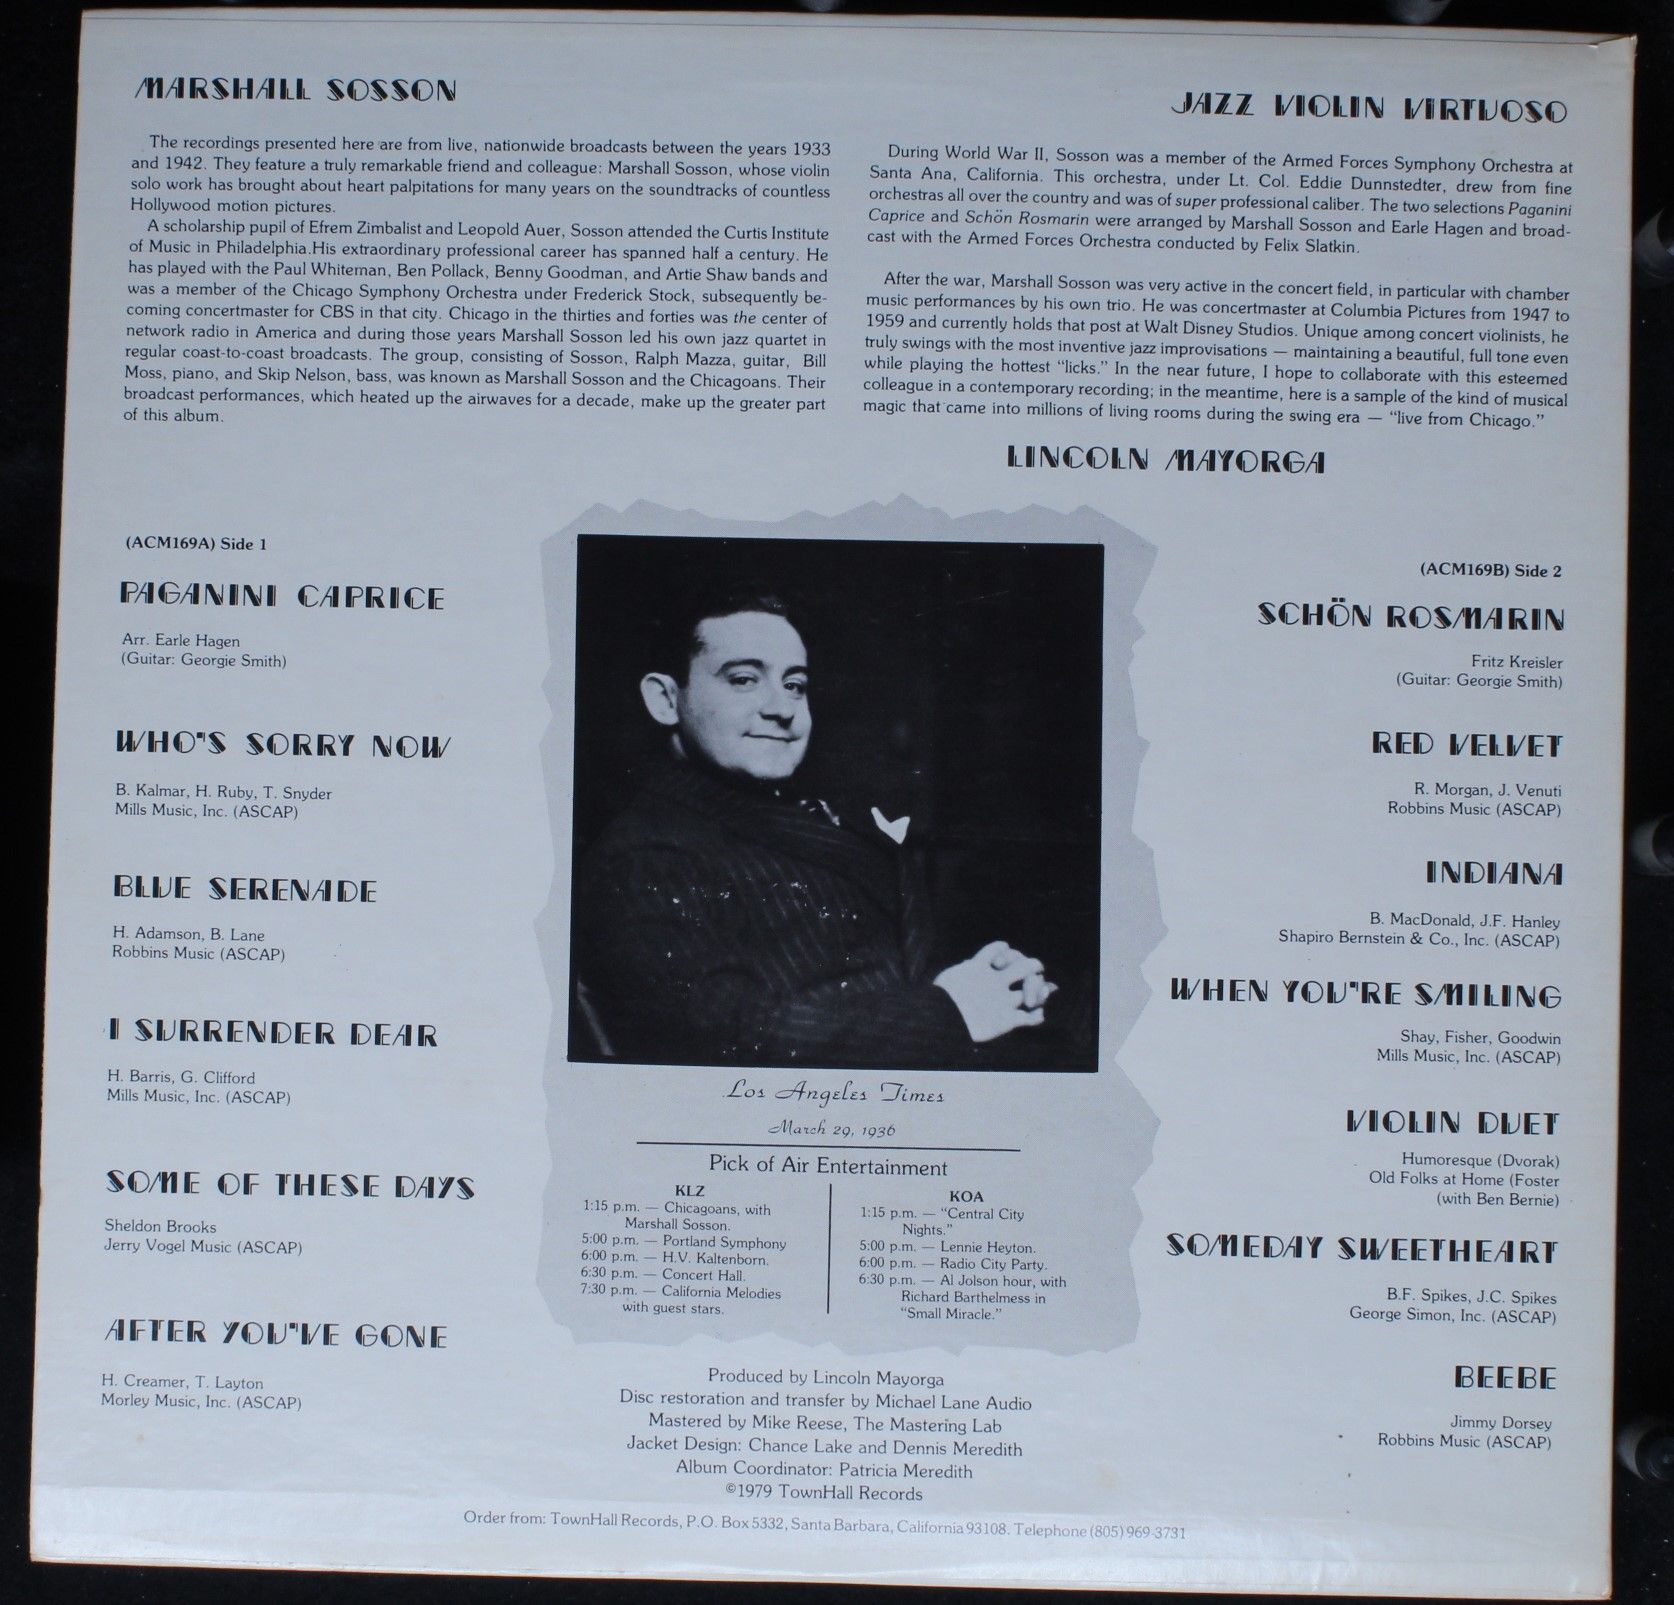 MARSHALL SOSSON
JAZZ VIOLIN VIRTUOSO
The recordings presented here are from live, nationwide broadcasts between the years 1933
and 1942. They feature a truly remarkable friend and colleague: Marshall Sosson, whose violin
solo work has brought about heart palpitations for many years on the soundtracks of countless
Hollywood motion pictures.
A scholarship pupil of Efrem Zimbalist and Leopold Auer, Sosson attended the Curtis Institute
of Music in Philadelphia.His extraordinary professional career has spanned half a century. He
has played with the Paul Whiteman, Ben Pollack, Benny Goodman, and Artie Shaw bands and
was a member of the Chicago Symphony Orchestra under Frederick Stock, subsequently be-
coming concertmaster for CBS in that city. Chicago in the thirties and forties was the center of
network radio in America and during those years Marshall Sosson led his own jazz quartet in
regular coast-to-coast broadcasts. The group, consisting of Sosson, Ralph Mazza, guitar, Bill
Moss, piano, and Skip Nelson, bass, was known as Marshall Sosson and the Chicagoans. Their
broadcast performances, which heated up the airwaves for a decade, make up the greater part
of this album.
During World War II, Sosson was a member of the Armed Forces Symphony Orchestra at
Santa Ana, California. This orchestra, under Lt. Col. Eddie Dunnstedter, drew from fine
orchestras all over the country and was of super professional caliber. The two selections Paganini
Caprice and Schön Rosmarin were arranged by Marshall Sosson and Earle Hagen and broad-
cast with the Armed Forces Orchestra conducted by Felix Slatkin.
After the war, Marshall Sosson was very active in the concert field, in particular with chamber
music performances by his own trio. He was concertmaster at Columbia Pictures from 1947 to
1959 and currently holds that post at Walt Disney Studios. Unique among concert violinists, he
truly swings with the most inventive jazz improvisations — maintaining a beautiful, full tone even
while playing the hottest "licks." In the near future, I hope to collaborate with this esteemed
colleague in a contemporary recording; in the meantime, here is a sample of the kind of musical
magic that came into millions of living rooms during the swing era — "live from Chicago."
LINCOLN MAYORGA
(ACM169A) Side 1
PAGANINI CAPRICE
Arr. Earle Hagen
(Guitar: Georgie Smith)
WHO'S SORRY NOW
B. Kalmar, H. Ruby, T. Snyder
Mills Music, Inc. (ASCAP)
BLUE SERENADE
H. Adamson, B. Lane
Robbins Music (ASCAP)
I SURRENDER DEAR
H. Barris, G. Clifford
Mills Music, Inc. (ASCAP)
SOME OF THESE DAYS
Sheldon Brooks
Jerry Vogel Music (ASCAP)
AFTER YOU'VE GONE
H. Creamer, T. Layton
Morley Music, Inc. (ASCAP)
Los Angeles Times
March 29, 1936
Pick of Air Entertainment
KLZ
1:15 p.m. — Chicagoans, with
Marshall Sosson.
5:00 p.m. — Portland Symphony
6:00 p.m. — H.V. Kaltenborn.
6:30 p.m. — Concert Hall.
7:30 p.m. — California Melodies
with guest stars.
KOA
1:15 p.m. — "Central City
Nights."
5:00 p.m. — Lennie Heyton.
6:00 p.m. — Radio City Party.
6:30 p.m. — Al Jolson hour, with
Richard Barthelmess in
"Small Miracle."
(ACM169B) Side 2
SCHÖN ROSMARIN
Fritz Kreisler
(Guitar: Georgie Smith)
RED VELVET
R. Morgan, J. Venuti
Robbins Music (ASCAP)
INDIANA
B. MacDonald, J.F. Hanley
Shapiro Bernstein & Co., Inc. (ASCAP)
WHEN YOU'RE SMILING
Shay, Fisher, Goodwin
Mills Music, Inc. (ASCAP)
VIOLIN DUET
Humoresque (Dvorak)
Old Folks at Home (Foster
(with Ben Bernie)
SOMEDAY SWEETHEART
B.F. Spikes, J.C. Spikes
George Simon, Inc. (ASCAP)
BEEBE
Jimmy Dorsey
Robbins Music (ASCAP)
Produced by Lincoln Mayorga
Disc restoration and transfer by Michael Lane Audio
Mastered by Mike Reese, The Mastering Lab
Jacket Design: Chance Lake and Dennis Meredith
Album Coordinator: Patricia Meredith
©1979 TownHall Records
Order from: TownHall Records, P.O. Box 5332, Santa Barbara, California 93108. Telephone (805) 969-3731